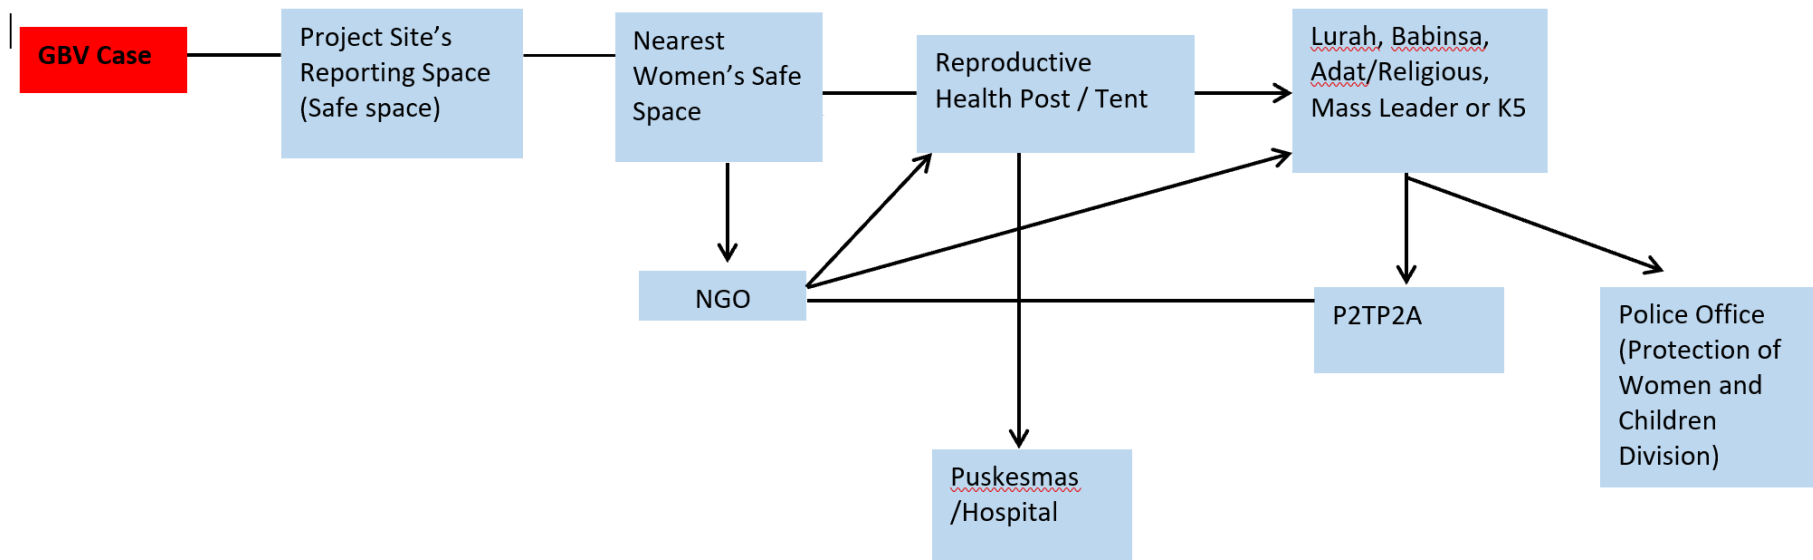 GBV Case
Project Site’s
Reporting Space
(Safe space)
Nearest
Women’s Safe
Space
Reproductive
Health Post / Tent
Lurah, Babinsa,
Adat/Religious,
Mass Leader or K5
NGO
P2TP2A
Police Office
(Protection of
Women and
Children
Division)
Puskesmas
/Hospital